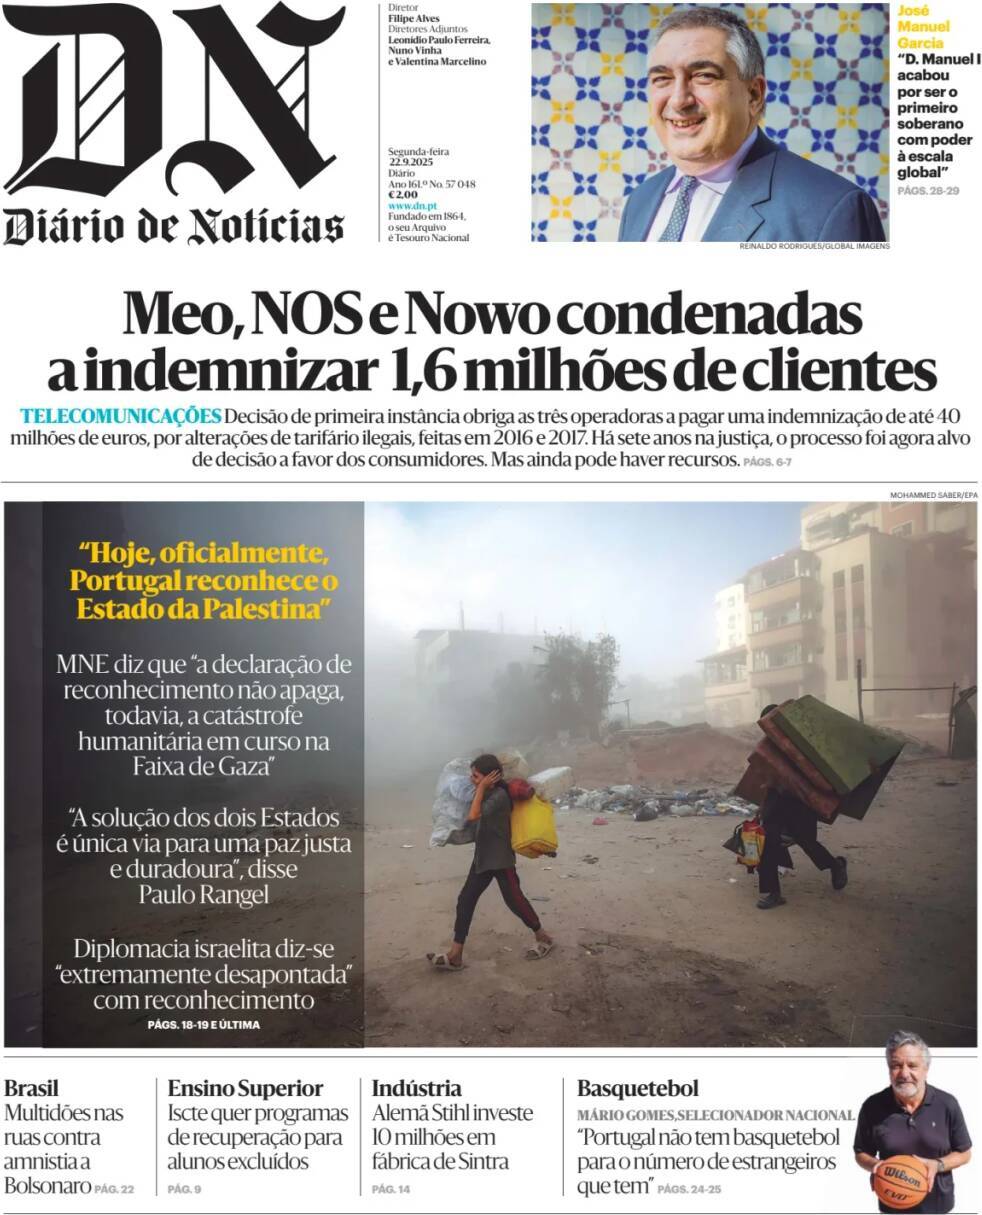 DN
Diário de Notícias
Diretor
Filipe Alves
Diretores Adjuntos
Leonídio Paulo Ferreira,
Nuno Vinha
e Valentina Marcelino
Segunda-feira
22.9.2025
Diário
Ano 161.º No. 57 048
€ 2,00
www.dn.pt
Fundado em 1864,
o seu Arquivo
é Tesouro Nacional
REINALDO RODRIGUES/GLOBAL IMAGENS
José
Manuel
Garcia
“D. Manuel I
acabou
por ser o
primeiro
soberano
com poder
à escala
global”
PÁGS. 28-29
Meo, NOS e Nowo condenadas
a indemnizar 1,6 milhões de clientes
TELECOMUNICAÇÕES Decisão de primeira instância obriga as três operadoras a pagar uma indemnização de até 40
milhões de euros, por alterações de tarifário ilegais, feitas em 2016 e 2017. Há sete anos na justiça, o processo foi agora alvo
de decisão a favor dos consumidores. Mas ainda pode haver recursos. PÁGS. 6-7
MOHAMMED SABER/EPA
“Hoje, oficialmente,
Portugal reconhece o
Estado da Palestina”
MNE diz que “a declaração de
reconhecimento não apaga,
todavia, a catástrofe
humanitária em curso na
Faixa de Gaza”
“A solução dos dois Estados
é única via para uma paz justa
e duradoura”, disse
Paulo Rangel
Diplomacia israelita diz-se
“extremamente desapontada”
com reconhecimento
PÁGS. 18-19 E ÚLTIMA
Brasil
Multidões nas
ruas contra
amnistia a
Bolsonaro PÁG. 22
Ensino Superior
Iscte quer programas
de recuperação para
alunos excluídos
PÁG. 9
Indústria
Alemã Stihl investe
10 milhões em
fábrica de Sintra
PÁG. 14
Basquetebol
MÁRIO GOMES, SELECIONADOR NACIONAL
“Portugal não tem basquetebol
para o número de estrangeiros
que tem” PÁGS. 24-25
Wilson
EVO